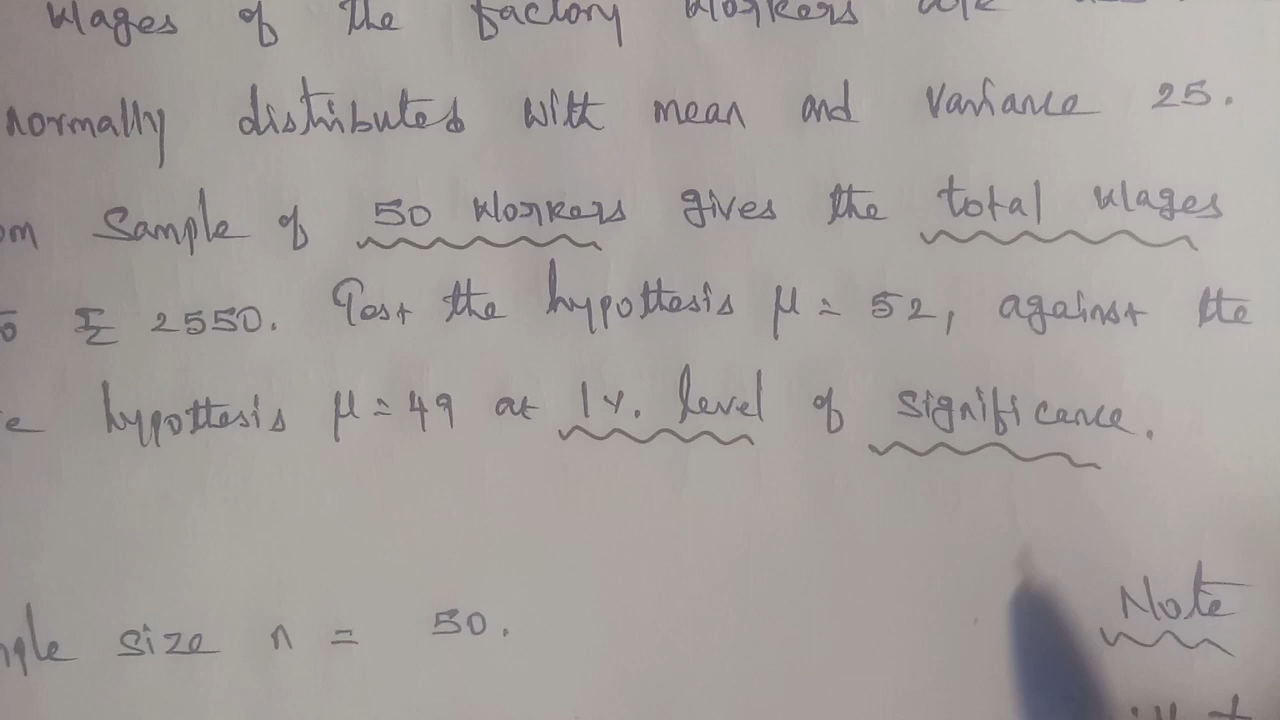 wages of the factory workers are
normally distributed with mean and variance 25.
om Sample of 50 workers gives the total wages
₹ 2550. Test the hypothesis μ = 52, against the
e hypothesis μ = 49 at 1%. level of significance.
Note
ple size n = 50.